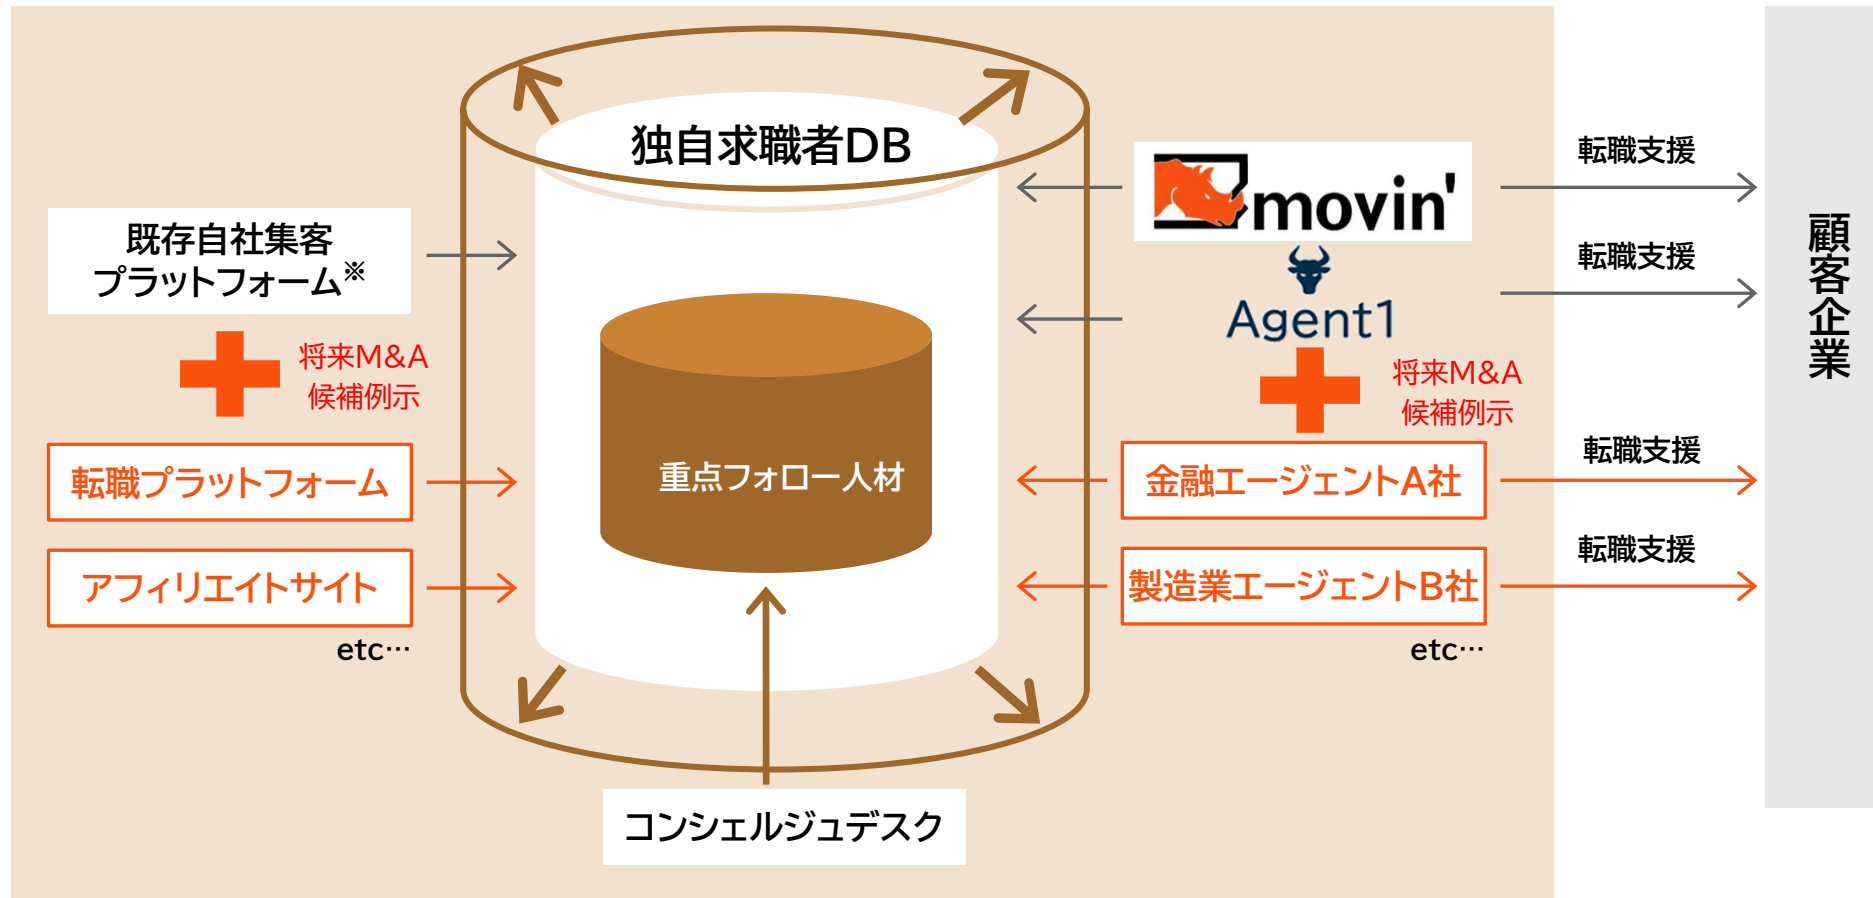 独自求職者DB
既存自社集客
プラットフォーム※
将来M&A
候補例示
転職プラットフォーム
アフィリエイトサイト
etc…
重点フォロー人材
コンシェルジュデスク
movin'
Agent1
将来M&A
候補例示
金融エージェントA社
製造業エージェントB社
etc…
転職支援
転職支援
転職支援
転職支援
顧客企業